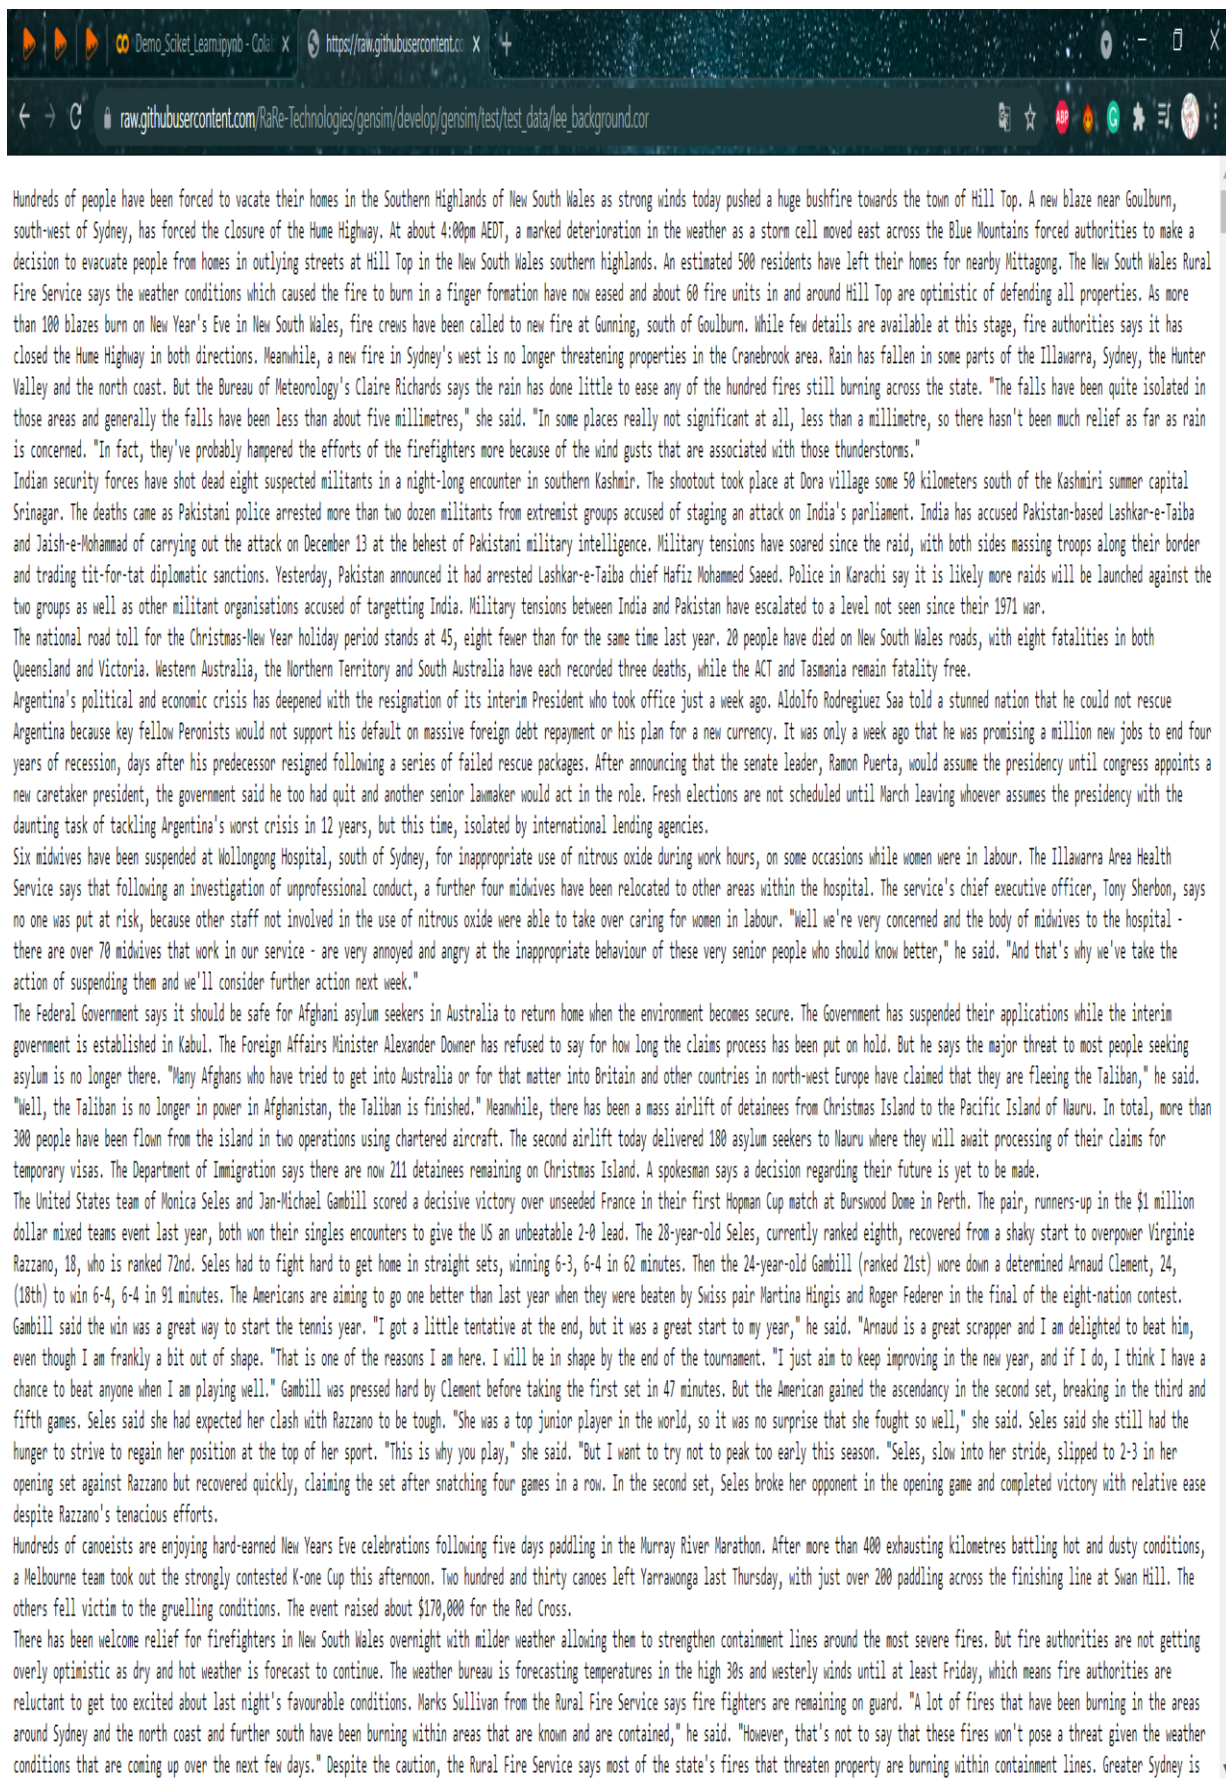 Demo_Sciket_Learn.ipynb - Cola
https://raw.githubusercontent.co
raw.githubusercontent.com/RaRe-Technologies/gensim/develop/gensim/test/test_data/lee_background.cor
ABP
Hundreds of people have been forced to vacate their homes in the Southern Highlands of New South Wales as strong winds today pushed a huge bushfire towards the town of Hill Top. A new blaze near Goulburn,
south-west of Sydney, has forced the closure of the Hume Highway. At about 4:00pm AEDT, a marked deterioration in the weather as a storm cell moved east across the Blue Mountains forced authorities to make a
decision to evacuate people from homes in outlying streets at Hill Top in the New South Wales southern highlands. An estimated 500 residents have left their homes for nearby Mittagong. The New South Wales Rural
Fire Service says the weather conditions which caused the fire to burn in a finger formation have now eased and about 60 fire units in and around Hill Top are optimistic of defending all properties. As more
than 100 blazes burn on New Year's Eve in New South Wales, fire crews have been called to new fire at Gunning, south of Goulburn. While few details are available at this stage, fire authorities says it has
closed the Hume Highway in both directions. Meanwhile, a new fire in Sydney's west is no longer threatening properties in the Cranebrook area. Rain has fallen in some parts of the Illawarra, Sydney, the Hunter
Valley and the north coast. But the Bureau of Meteorology's Claire Richards says the rain has done little to ease any of the hundred fires still burning across the state. "The falls have been quite isolated in
those areas and generally the falls have been less than about five millimetres," she said. "In some places really not significant at all, less than a millimetre, so there hasn't been much relief as far as rain
is concerned. "In fact, they've probably hampered the efforts of the firefighters more because of the wind gusts that are associated with those thunderstorms."
Indian security forces have shot dead eight suspected militants in a night-long encounter in southern Kashmir. The shootout took place at Dora village some 50 kilometers south of the Kashmiri summer capital
Srinagar. The deaths came as Pakistani police arrested more than two dozen militants from extremist groups accused of staging an attack on India's parliament. India has accused Pakistan-based Lashkar-e-Taiba
and Jaish-e-Mohammad of carrying out the attack on December 13 at the behest of Pakistani military intelligence. Military tensions have soared since the raid, with both sides massing troops along their border
and trading tit-for-tat diplomatic sanctions. Yesterday, Pakistan announced it had arrested Lashkar-e-Taiba chief Hafiz Mohammed Saeed. Police in Karachi say it is likely more raids will be launched against the
two groups as well as other militant organisations accused of targetting India. Military tensions between India and Pakistan have escalated to a level not seen since their 1971 war.
The national road toll for the Christmas-New Year holiday period stands at 45, eight fewer than for the same time last year. 20 people have died on New South Wales roads, with eight fatalities in both
Queensland and Victoria. Western Australia, the Northern Territory and South Australia have each recorded three deaths, while the ACT and Tasmania remain fatality free.
Argentina's political and economic crisis has deepened with the resignation of its interim President who took office just a week ago. Aldolfo Rodregiuez Saa told a stunned nation that he could not rescue
Argentina because key fellow Peronists would not support his default on massive foreign debt repayment or his plan for a new currency. It was only a week ago that he was promising a million new jobs to end four
years of recession, days after his predecessor resigned following a series of failed rescue packages. After announcing that the senate leader, Ramon Puerta, would assume the presidency until congress appoints a
new caretaker president, the government said he too had quit and another senior lawmaker would act in the role. Fresh elections are not scheduled until March leaving whoever assumes the presidency with the
daunting task of tackling Argentina's worst crisis in 12 years, but this time, isolated by international lending agencies.
Six midwives have been suspended at Wollongong Hospital, south of Sydney, for inappropriate use of nitrous oxide during work hours, on some occasions while women were in labour. The Illawarra Area Health
Service says that following an investigation of unprofessional conduct, a further four midwives have been relocated to other areas within the hospital. The service's chief executive officer, Tony Sherbon, says
no one was put at risk, because other staff not involved in the use of nitrous oxide were able to take over caring for women in labour. "Well we're very concerned and the body of midwives to the hospital -
there are over 70 midwives that work in our service - are very annoyed and angry at the inappropriate behaviour of these very senior people who should know better," he said. "And that's why we've take the
action of suspending them and we'll consider further action next week."
The Federal Government says it should be safe for Afghani asylum seekers in Australia to return home when the environment becomes secure. The Government has suspended their applications while the interim
government is established in Kabul. The Foreign Affairs Minister Alexander Downer has refused to say for how long the claims process has been put on hold. But he says the major threat to most people seeking
asylum is no longer there. "Many Afghans who have tried to get into Australia or for that matter into Britain and other countries in north-west Europe have claimed that they are fleeing the Taliban," he said.
"Well, the Taliban is no longer in power in Afghanistan, the Taliban is finished." Meanwhile, there has been a mass airlift of detainees from Christmas Island to the Pacific Island of Nauru. In total, more than
300 people have been flown from the island in two operations using chartered aircraft. The second airlift today delivered 180 asylum seekers to Nauru where they will await processing of their claims for
temporary visas. The Department of Immigration says there are now 211 detainees remaining on Christmas Island. A spokesman says a decision regarding their future is yet to be made.
The United States team of Monica Seles and Jan-Michael Gambill scored a decisive victory over unseeded France in their first Hopman Cup match at Burswood Dome in Perth. The pair, runners-up in the $1 million
dollar mixed teams event last year, both won their singles encounters to give the US an unbeatable 2-0 lead. The 28-year-old Seles, currently ranked eighth, recovered from a shaky start to overpower Virginie
Razzano, 18, who is ranked 72nd. Seles had to fight hard to get home in straight sets, winning 6-3, 6-4 in 62 minutes. Then the 24-year-old Gambill (ranked 21st) wore down a determined Arnaud Clement, 24,
(18th) to win 6-4, 6-4 in 91 minutes. The Americans are aiming to go one better than last year when they were beaten by Swiss pair Martina Hingis and Roger Federer in the final of the eight-nation contest.
Gambill said the win was a great way to start the tennis year. "I got a little tentative at the end, but it was a great start to my year," he said. "Arnaud is a great scrapper and I am delighted to beat him,
even though I am frankly a bit out of shape. "That is one of the reasons I am here. I will be in shape by the end of the tournament. "I just aim to keep improving in the new year, and if I do, I think I have a
chance to beat anyone when I am playing well." Gambill was pressed hard by Clement before taking the first set in 47 minutes. But the American gained the ascendancy in the second set, breaking in the third and
fifth games. Seles said she had expected her clash with Razzano to be tough. "She was a top junior player in the world, so it was no surprise that she fought so well," she said. Seles said she still had the
hunger to strive to regain her position at the top of her sport. "This is why you play," she said. "But I want to try not to peak too early this season. "Seles, slow into her stride, slipped to 2-3 in her
opening set against Razzano but recovered quickly, claiming the set after snatching four games in a row. In the second set, Seles broke her opponent in the opening game and completed victory with relative ease
despite Razzano's tenacious efforts.
Hundreds of canoeists are enjoying hard-earned New Years Eve celebrations following five days paddling in the Murray River Marathon. After more than 400 exhausting kilometres battling hot and dusty conditions,
a Melbourne team took out the strongly contested K-one Cup this afternoon. Two hundred and thirty canoes left Yarrawonga last Thursday, with just over 200 paddling across the finishing line at Swan Hill. The
others fell victim to the gruelling conditions. The event raised about $170,000 for the Red Cross.
There has been welcome relief for firefighters in New South Wales overnight with milder weather allowing them to strengthen containment lines around the most severe fires. But fire authorities are not getting
overly optimistic as dry and hot weather is forecast to continue. The weather bureau is forecasting temperatures in the high 30s and westerly winds until at least Friday, which means fire authorities are
reluctant to get too excited about last night's favourable conditions. Marks Sullivan from the Rural Fire Service says fire fighters are remaining on guard. "A lot of fires that have been burning in the areas
around Sydney and the north coast and further south have been burning within areas that are known and are contained," he said. "However, that's not to say that these fires won't pose a threat given the weather
conditions that are coming up over the next few days." Despite the caution, the Rural Fire Service says most of the state's fires that threaten property are burning within containment lines. Greater Sydney is